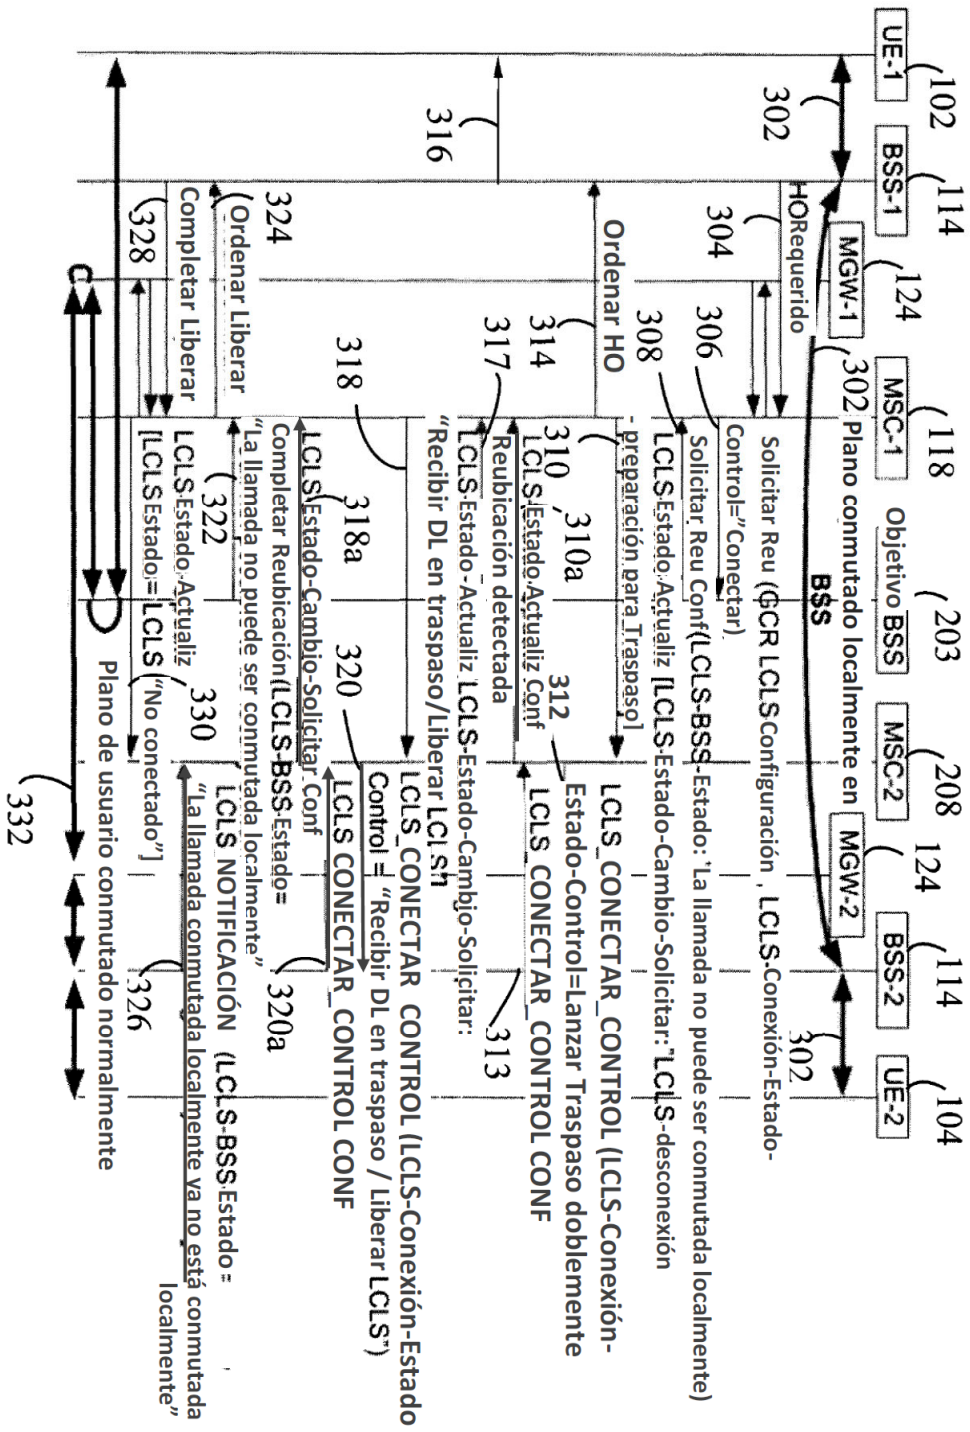 UE-1
102
BSS-1
114
MGW-1
124
MSC-1
118
Objetivo BSS
203
MSC-2
208
MGW-2
124
BSS-2
114
UE-2
104
302
302 Plano conmutado localmente en
BSS
302
HORequerido
304
Solicitar Reu (GCR LCLS-Configuración , LCLS-Conexión-Estado-
Control="Conectar)
306
Solicitar Reu Conf(LCLS-BSS-Estado: "La llamada no puede ser conmutada localmente)
308
LCLS-Estado-Actualiz [LCLS-Estado-Cambio-Solicitar: "LCLS-desconexión
- preparación para Traspaso]
Ordenar HO
314
310
LCLS_CONECTAR_CONTROL (LCLS-Conexión-
Estado-Control=Lanzar Traspaso doblemente
312
310a
LCLS-Estado-Actualiz Conf
LCLS_CONECTAR_CONTROL CONF
313
316
Reubicación detectada
317
LCLS-Estado-Actualiz LCLS-Estado-Cambio-Solicitar:
"Recibir DL en traspaso/Liberar LCLS"
318
LCLS_CONECTAR_CONTROL (LCLS-Conexión-Estado
Control = "Recibir DL en traspaso / Liberar LCLS")
320
LCLS_CONECTAR_CONTROL CONF
320a
LCLS-Estado-Cambio-Solicitar Conf
318a
Completar Reubicación(LCLS-BSS-Estado=
"La llamada no puede ser conmutada localmente"
322
Ordenar Liberar
324
LCLS_NOTIFICACIÓN (LCLS-BSS-Estado =
"La llamada conmutada localmente ya no está conmutada
localmente"
326
Completar Liberar
328
LCLS-Estado-Actualiz
[LCLS Estado= LCLS "No conectado"]
330
Plano de usuario conmutado normalmente
332